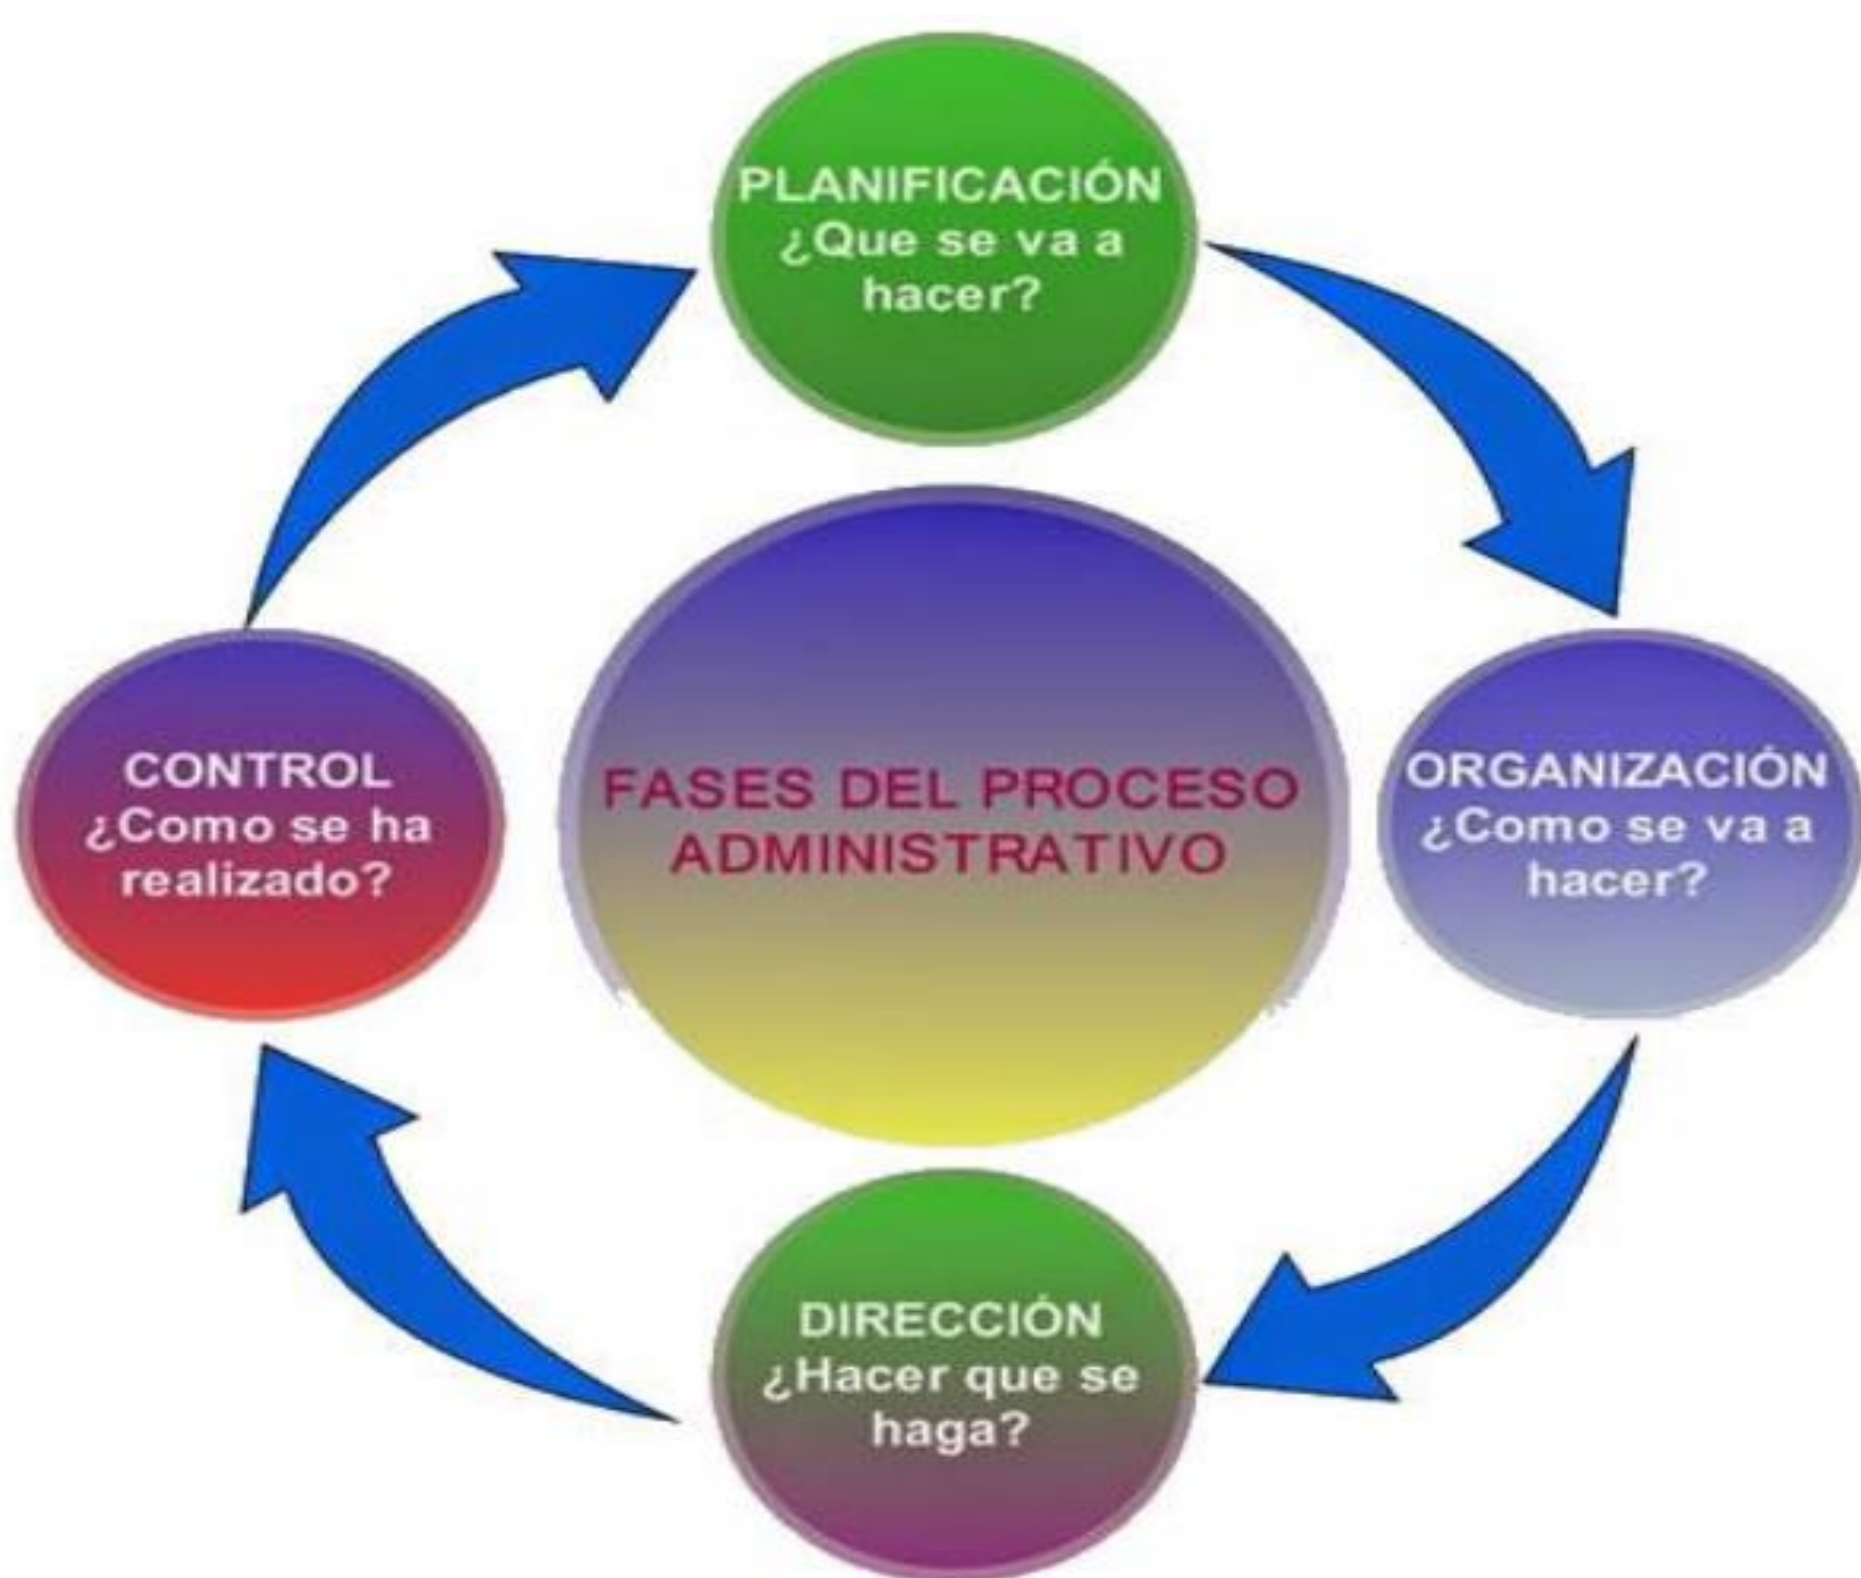 PLANIFICACIÓN
¿Que se va a
hacer?
FASES DEL PROCESO
ADMINISTRATIVO
CONTROL
¿Como se ha
realizado?
ORGANIZACIÓN
¿Como se va a
hacer?
DIRECCIÓN
¿Hacer que se
haga?